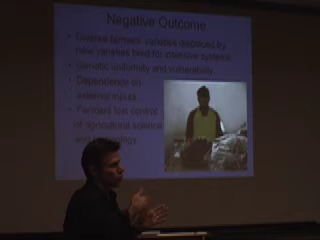 Negative Outcome
• Diverse farmers' varieties displaced by
new varieties bred for intensive systems
• Genetic uniformity and vulnerability
• Dependence on
external inputs
• Farmers lost control
of agricultural science
and technology